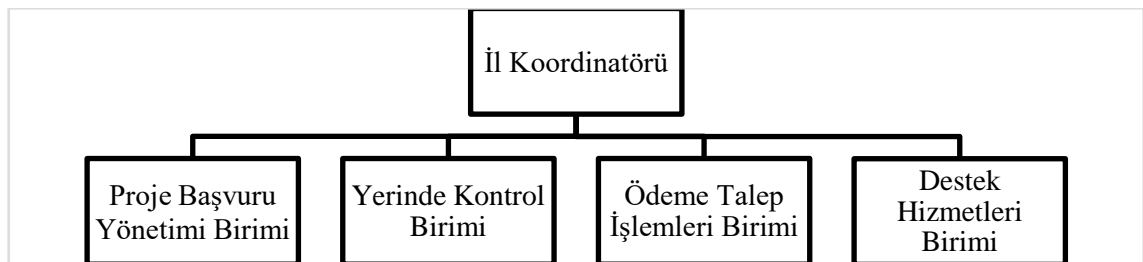 İl Koordinatörü
Proje Başvuru
Yönetimi Birimi
Yerinde Kontrol
Birimi
Ödeme Talep
İşlemleri Birimi
Destek
Hizmetleri
Birimi